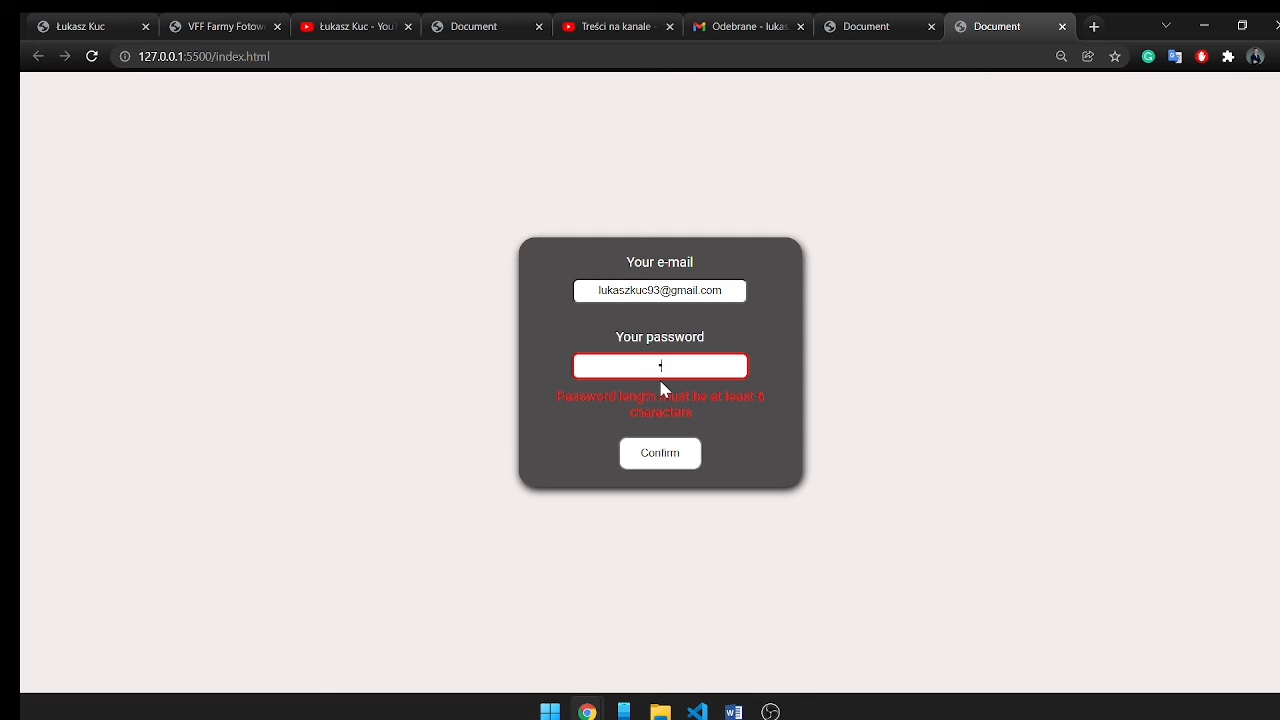 Łukasz Kuc
VFF Farmy Fotow
Łukasz Kuc - You
Document
Treści na kanale
Odebrane - lukas
Document
Document
127.0.0.1:5500/index.html
Your e-mail
lukaszkuc93@gmail.com
Your password
Password length must be at least 6
characters
Confirm